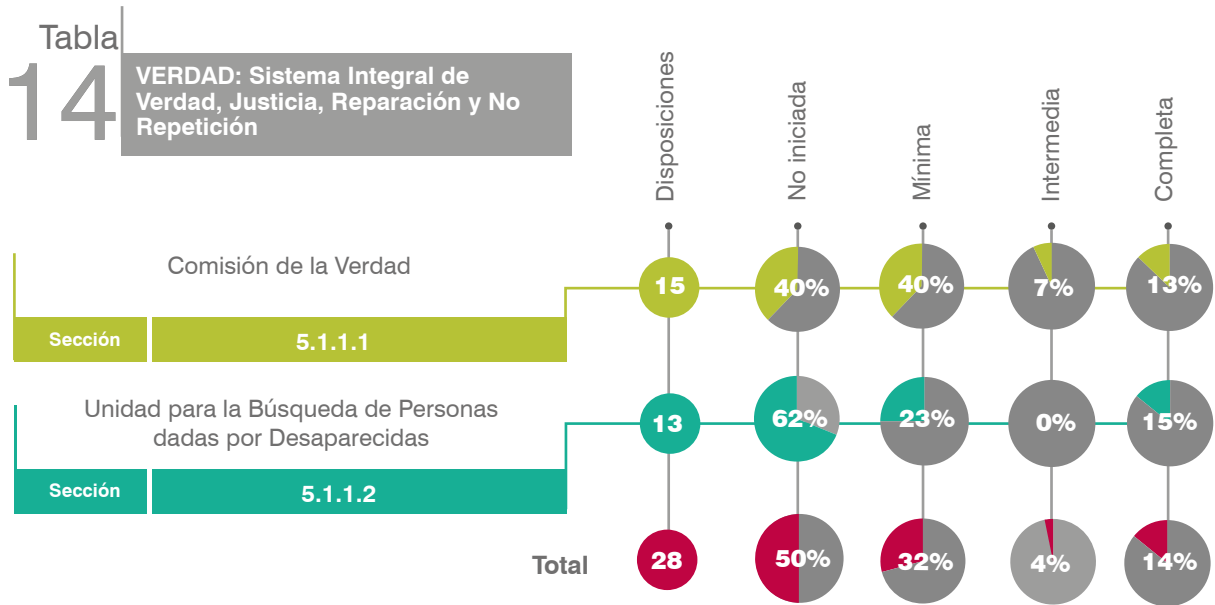 Tabla
14
VERDAD: Sistema Integral de
Verdad, Justicia, Reparación y No
Repetición
Disposiciones
No iniciada
Mínima
Intermedia
Completa
Comisión de la Verdad
Sección 5.1.1.1
15 40% 40% 7% 13%
Unidad para la Búsqueda de Personas
dadas por Desaparecidas
Sección 5.1.1.2
13 62% 23% 0% 15%
Total 28 50% 32% 4% 14%